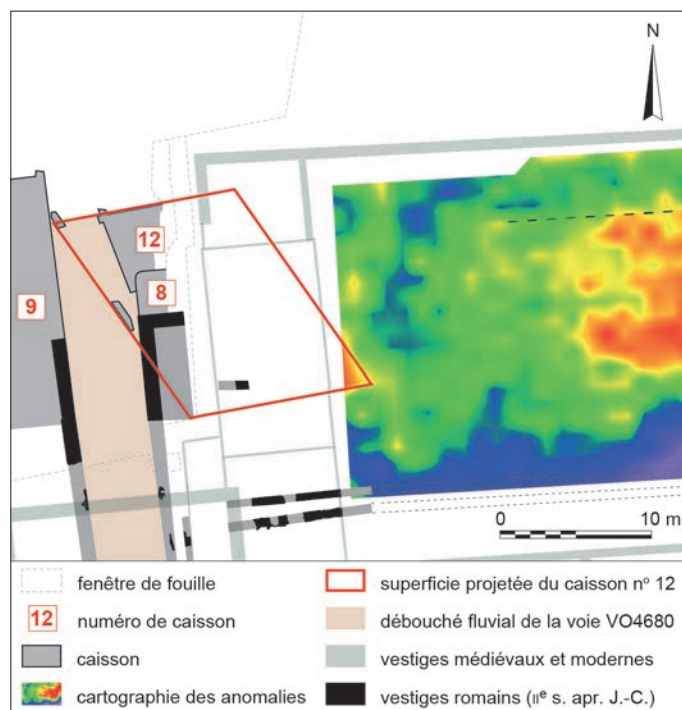 N
12
8
9
0 10 m
fenêtre de fouille
superficie projetée du caisson nº 12
12 numéro de caisson
débouché fluvial de la voie VO4680
caisson
vestiges médiévaux et modernes
cartographie des anomalies
vestiges romains (IIᵉ s. apr. J.-C.)